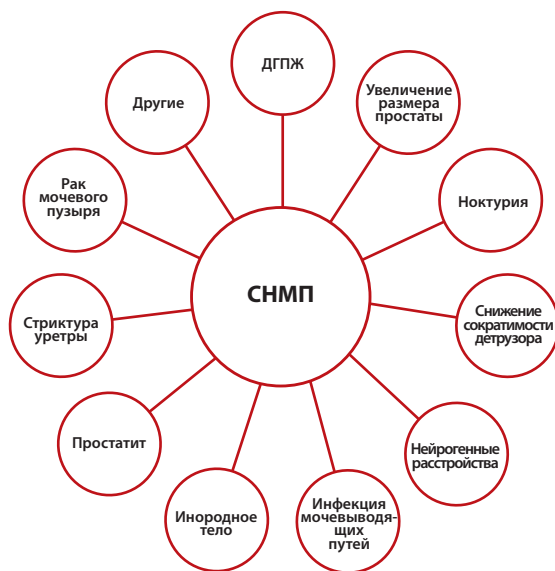 ДГПЖ
Увеличение
размера
простаты
Ноктурия
Снижение
сократимости
детрузора
Нейрогенные
расстройства
Инфекция
мочевыводя-
щих
путей
Инородное
тело
Простатит
Стриктура
уретры
Рак
мочевого
пузыря
Другие
СНМП